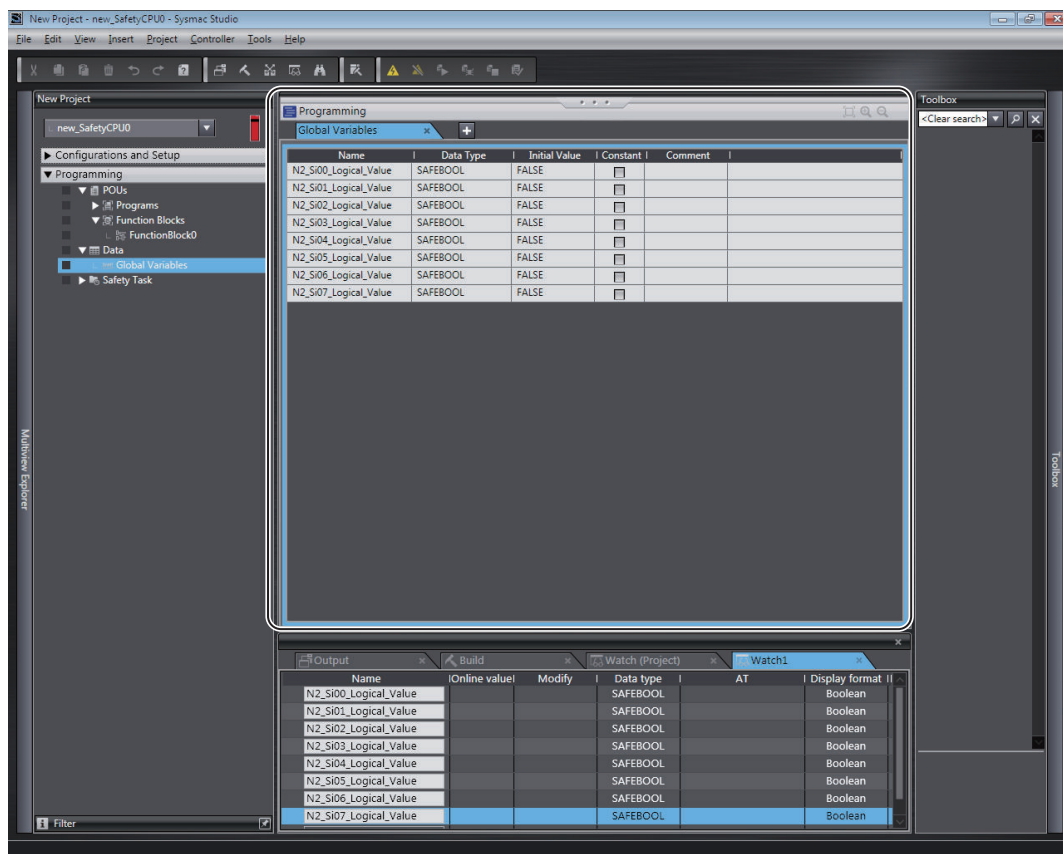 New Project - new_SafetyCPU0 - Sysmac Studio
File Edit View Insert Project Controller Tools Help
New Project
new_SafetyCPU0
Configurations and Setup
Programming
POUs
Programs
Function Blocks
FunctionBlock0
Data
Global Variables
Safety Task
Filter
Multiview Explorer
Programming
Global Variables
Name Data Type Initial Value Constant Comment
N2_Si00_Logical_Value SAFEBOOL FALSE
N2_Si01_Logical_Value SAFEBOOL FALSE
N2_Si02_Logical_Value SAFEBOOL FALSE
N2_Si03_Logical_Value SAFEBOOL FALSE
N2_Si04_Logical_Value SAFEBOOL FALSE
N2_Si05_Logical_Value SAFEBOOL FALSE
N2_Si06_Logical_Value SAFEBOOL FALSE
N2_Si07_Logical_Value SAFEBOOL FALSE
Output Build Watch (Project) Watch1
Name Online value Modify Data type AT Display format
N2_Si00_Logical_Value SAFEBOOL Boolean
N2_Si01_Logical_Value SAFEBOOL Boolean
N2_Si02_Logical_Value SAFEBOOL Boolean
N2_Si03_Logical_Value SAFEBOOL Boolean
N2_Si04_Logical_Value SAFEBOOL Boolean
N2_Si05_Logical_Value SAFEBOOL Boolean
N2_Si06_Logical_Value SAFEBOOL Boolean
N2_Si07_Logical_Value SAFEBOOL Boolean
Toolbox
<Clear search>
Toolbox